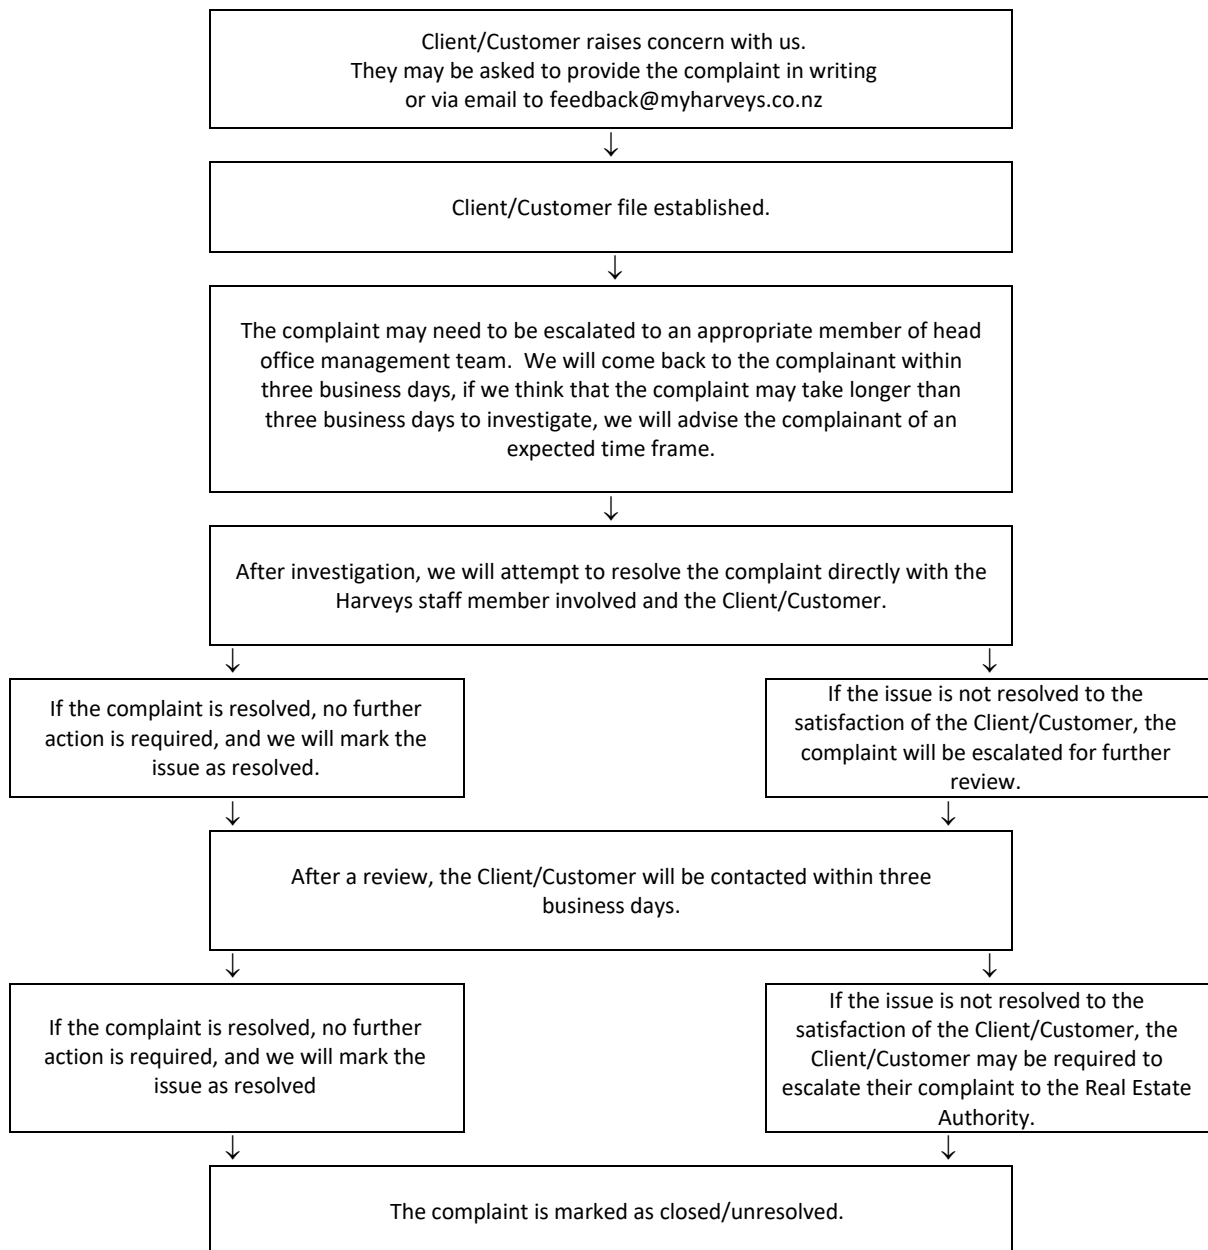 Client/Customer raises concern with us.
They may be asked to provide the complaint in writing
or via email to feedback@myharveys.co.nz
↓
Client/Customer file established.
↓
The complaint may need to be escalated to an appropriate member of head
office management team.  We will come back to the complainant within
three business days, if we think that the complaint may take longer than
three business days to investigate, we will advise the complainant of an
expected time frame.
↓
After investigation, we will attempt to resolve the complaint directly with the
Harveys staff member involved and the Client/Customer.
↓ ↓
If the complaint is resolved, no further
action is required, and we will mark the
issue as resolved.
If the issue is not resolved to the
satisfaction of the Client/Customer, the
complaint will be escalated for further
review.
↓ ↓
After a review, the Client/Customer will be contacted within three
business days.
↓ ↓
If the complaint is resolved, no further
action is required, and we will mark the
issue as resolved
If the issue is not resolved to the
satisfaction of the Client/Customer, the
Client/Customer may be required to
escalate their complaint to the Real Estate
Authority.
↓ ↓
The complaint is marked as closed/unresolved.